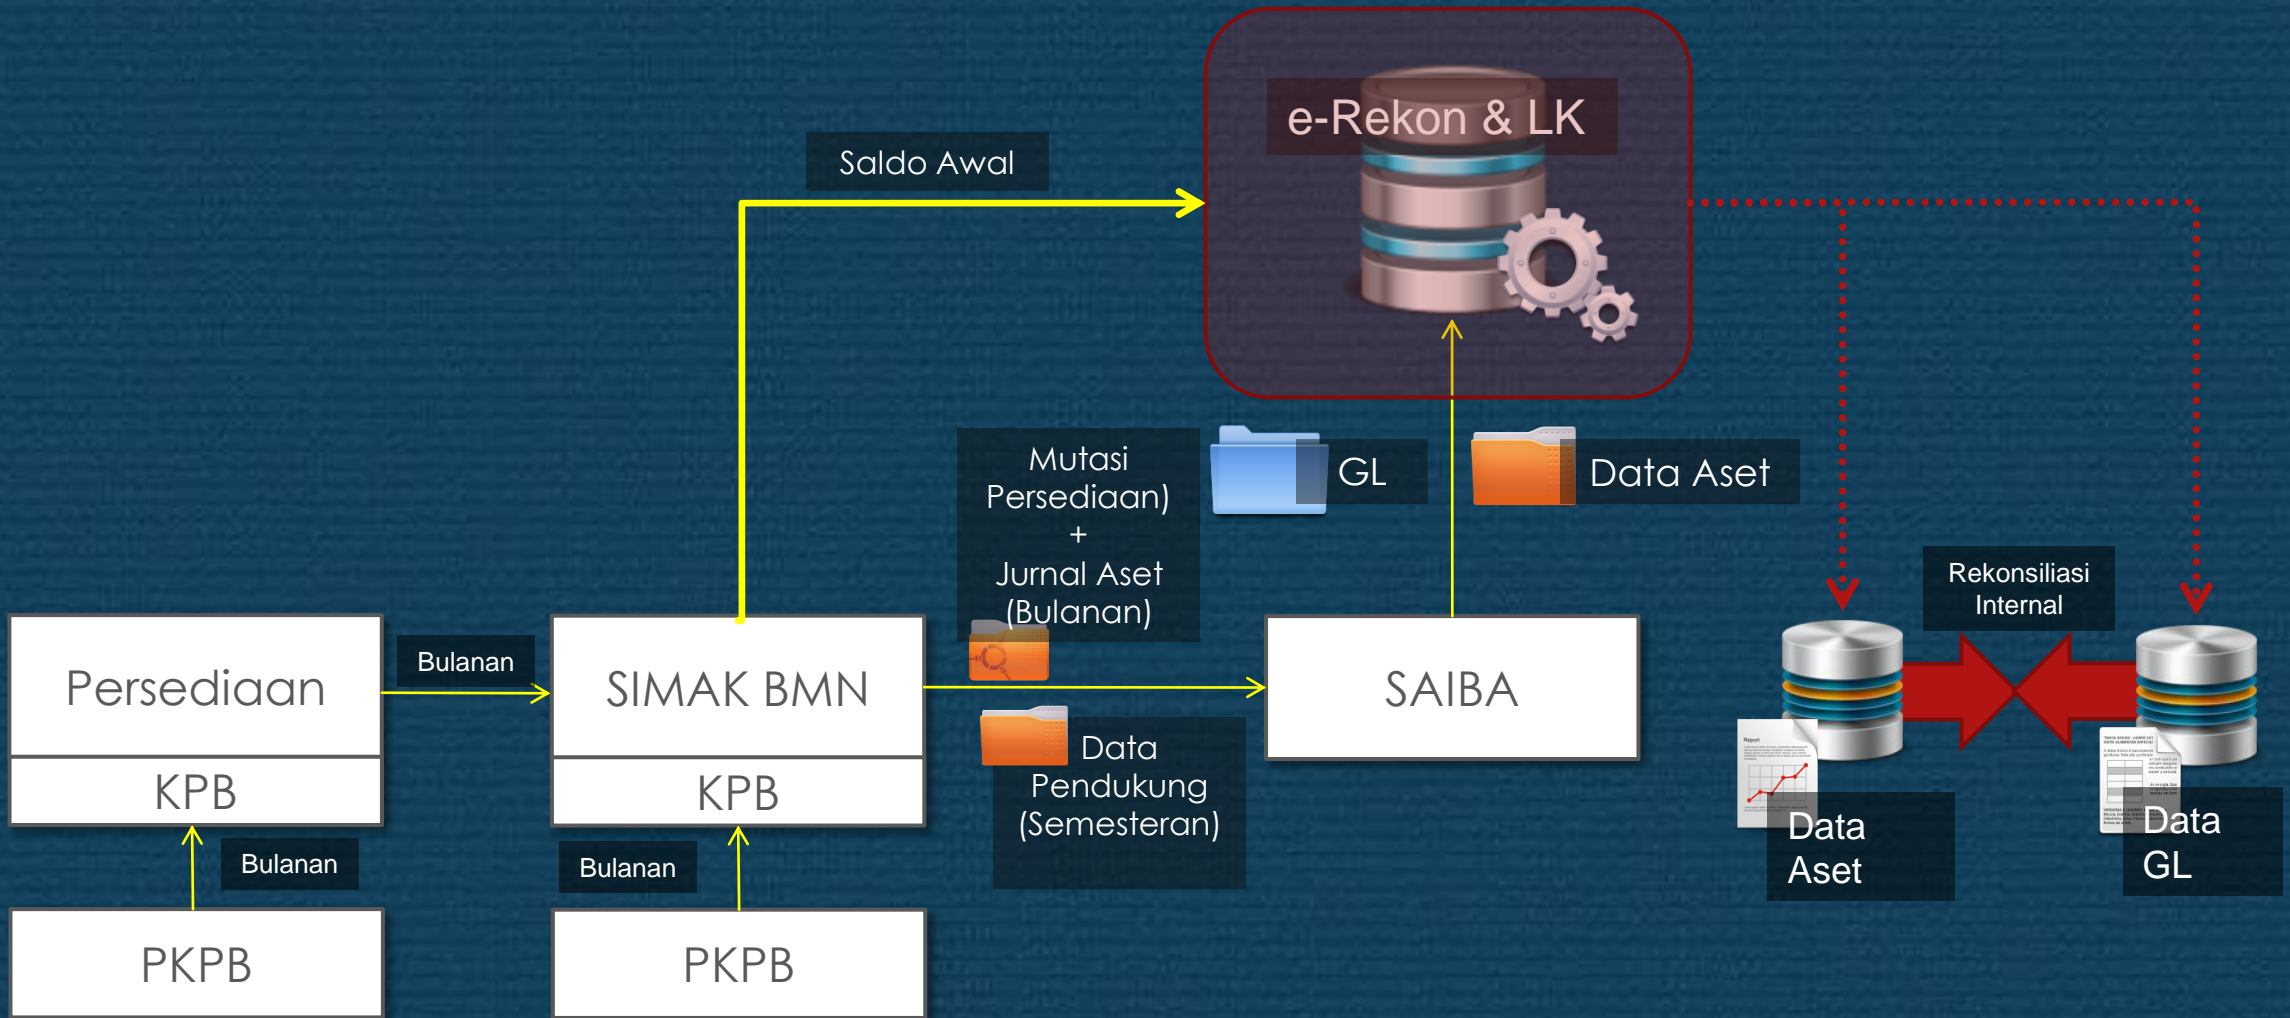 e-Rekon & LK
Saldo Awal
Mutasi
Persediaan)
+
Jurnal Aset
(Bulanan)
GL
Data Aset
Rekonsiliasi
Internal
Persediaan
KPB
Bulanan
SIMAK BMN
KPB
SAIBA
Data
Pendukung
(Semesteran)
Report
Data
Aset
Data
GL
Bulanan
Bulanan
PKPB
PKPB